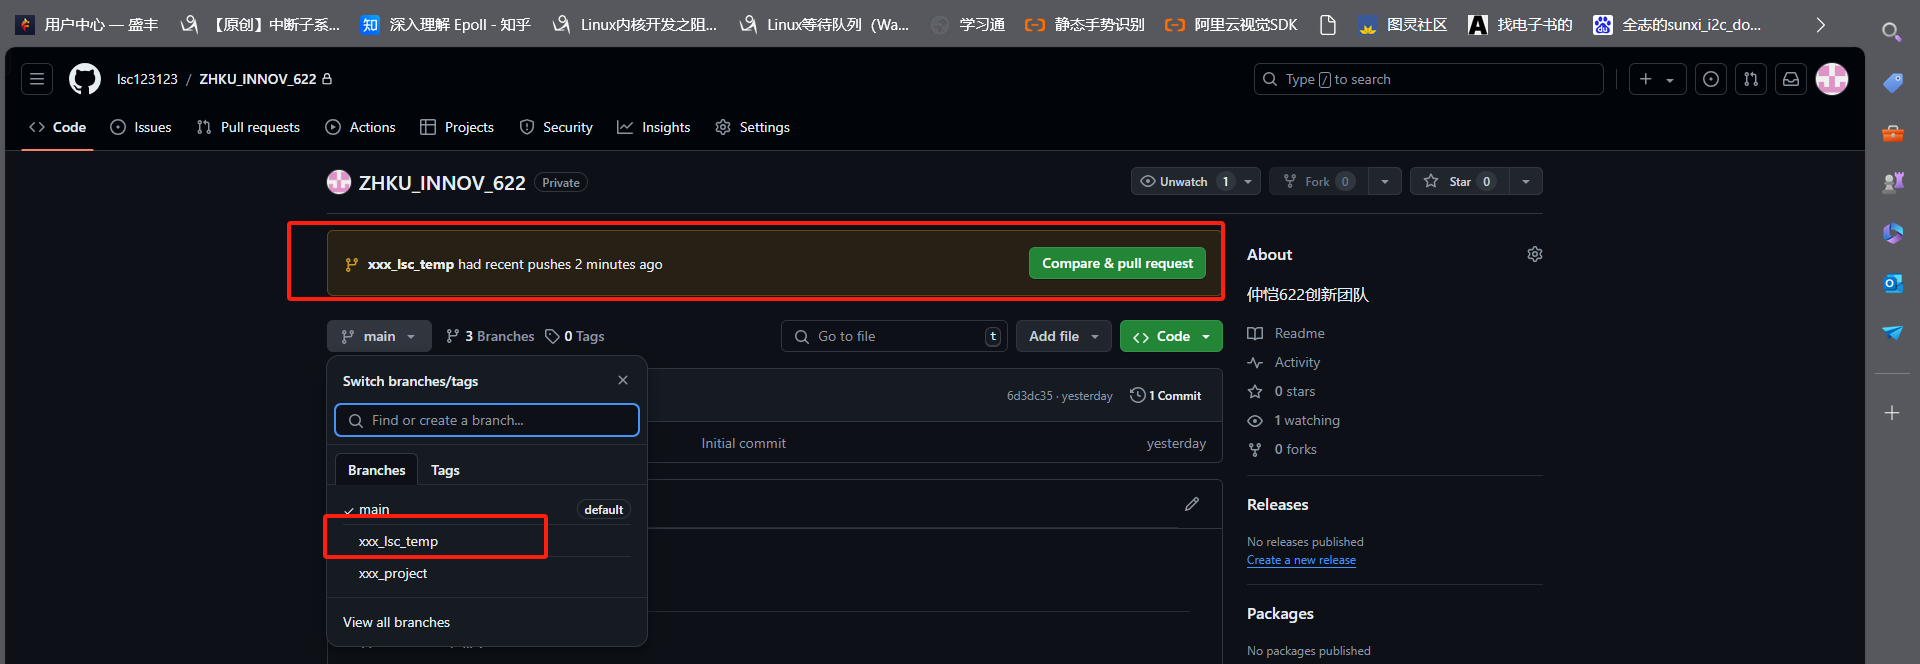 用户中心 — 盛丰
【原创】中断子系...
知 深入理解 Epoll - 知乎
Linux内核开发之阻...
Linux等待队列（Wa...
学习通
静态手势识别
阿里云视觉SDK
图灵社区
A 找电子书的
du 全志的sunxi_i2c_do...
lsc123123 / ZHKU_INNOV_622
Type / to search
Code
Issues
Pull requests
Actions
Projects
Security
Insights
Settings
ZHKU_INNOV_622 Private
Unwatch 1
Fork 0
Star 0
xxx_lsc_temp had recent pushes 2 minutes ago
Compare & pull request
About
仲恺622创新团队
main
3 Branches
0 Tags
Go to file t
Add file
Code
Readme
Activity
0 stars
1 watching
0 forks
Switch branches/tags
Find or create a branch...
Branches
Tags
main default
xxx_lsc_temp
xxx_project
View all branches
6d3dc35 · yesterday
1 Commit
Initial commit
yesterday
Releases
No releases published
Create a new release
Packages
No packages published